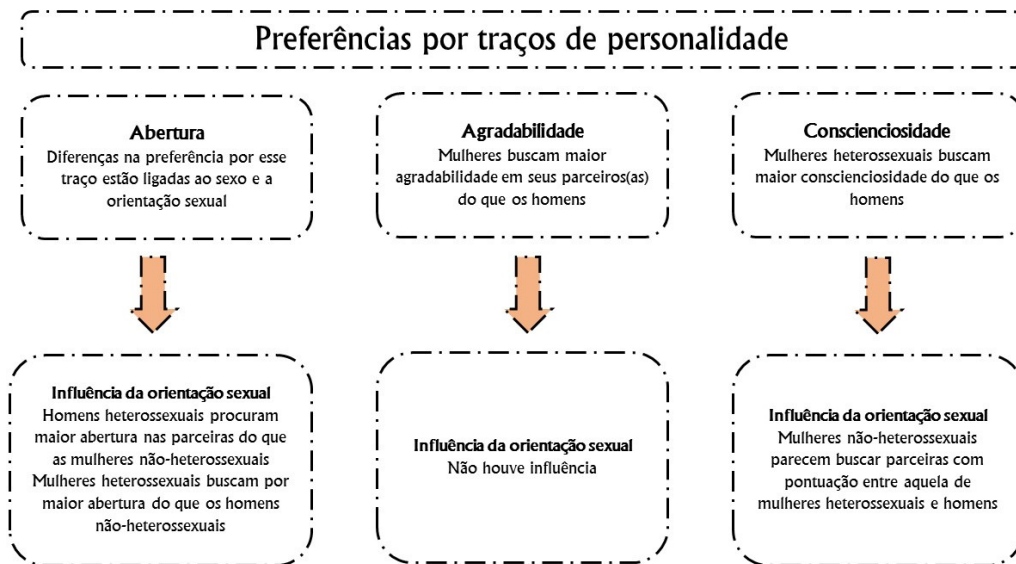 Preferências por traços de personalidade
Abertura
Diferenças na preferência por esse
traço estão ligadas ao sexo e a
orientação sexual
Agradabilidade
Mulheres buscam maior
agradabilidade em seus parceiros(as)
do que os homens
Conscienciosidade
Mulheres heterossexuais buscam
maior conscienciosidade do que os
homens
Influência da orientação sexual
Homens heterossexuais procuram
maior abertura nas parceiras do que
as mulheres não-heterossexuais
Mulheres heterossexuais buscam por
maior abertura do que os homens
não-heterossexuais
Influência da orientação sexual
Não houve influência
Influência da orientação sexual
Mulheres não-heterossexuais
parecem buscar parceiras com
pontuação entre aquela de
mulheres heterossexuais e homens